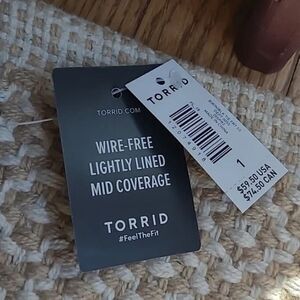 TORRID.COM
WIRE-FREE
LIGHTLY LINED
MID COVERAGE
TORRID
#FeelTheFit
TORRID
1
$59.50 USA
$74.50 CAN